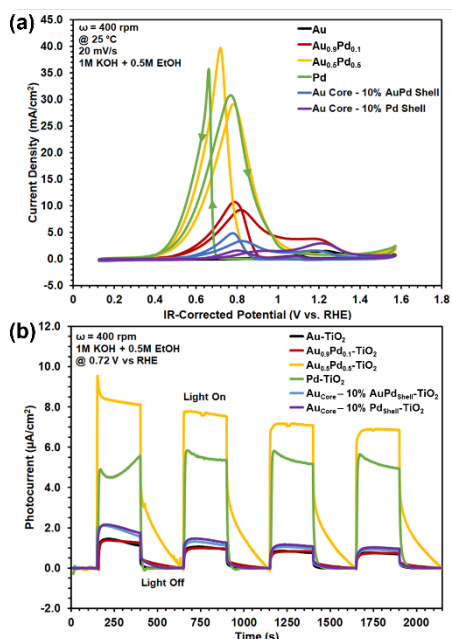 (a)
ω = 400 rpm
@ 25 °C
20 mV/s
1M KOH + 0.5M EtOH
Au
Au0.9Pd0.1
Au0.5Pd0.5
Pd
Au Core - 10% AuPd Shell
Au Core - 10% Pd Shell
Current Density (mA/cm²)
45.0
40.0
35.0
30.0
25.0
20.0
15.0
10.0
5.0
0.0
-5.0
0 0.2 0.4 0.6 0.8 1 1.2 1.4 1.6 1.8
IR-Corrected Potential (V vs. RHE)
(b)
ω = 400 rpm
1M KOH + 0.5M EtOH
@ 0.72 V vs RHE
Au-TiO2
Au0.9Pd0.1-TiO2
Au0.5Pd0.5-TiO2
Pd-TiO2
AuCore – 10% AuPdShell-TiO2
AuCore – 10% PdShell-TiO2
Light On
Light Off
Photocurrent (µA/cm²)
12.0
10.0
8.0
6.0
4.0
2.0
0.0
-2.0
0 250 500 750 1000 1250 1500 1750 2000
Time (s)